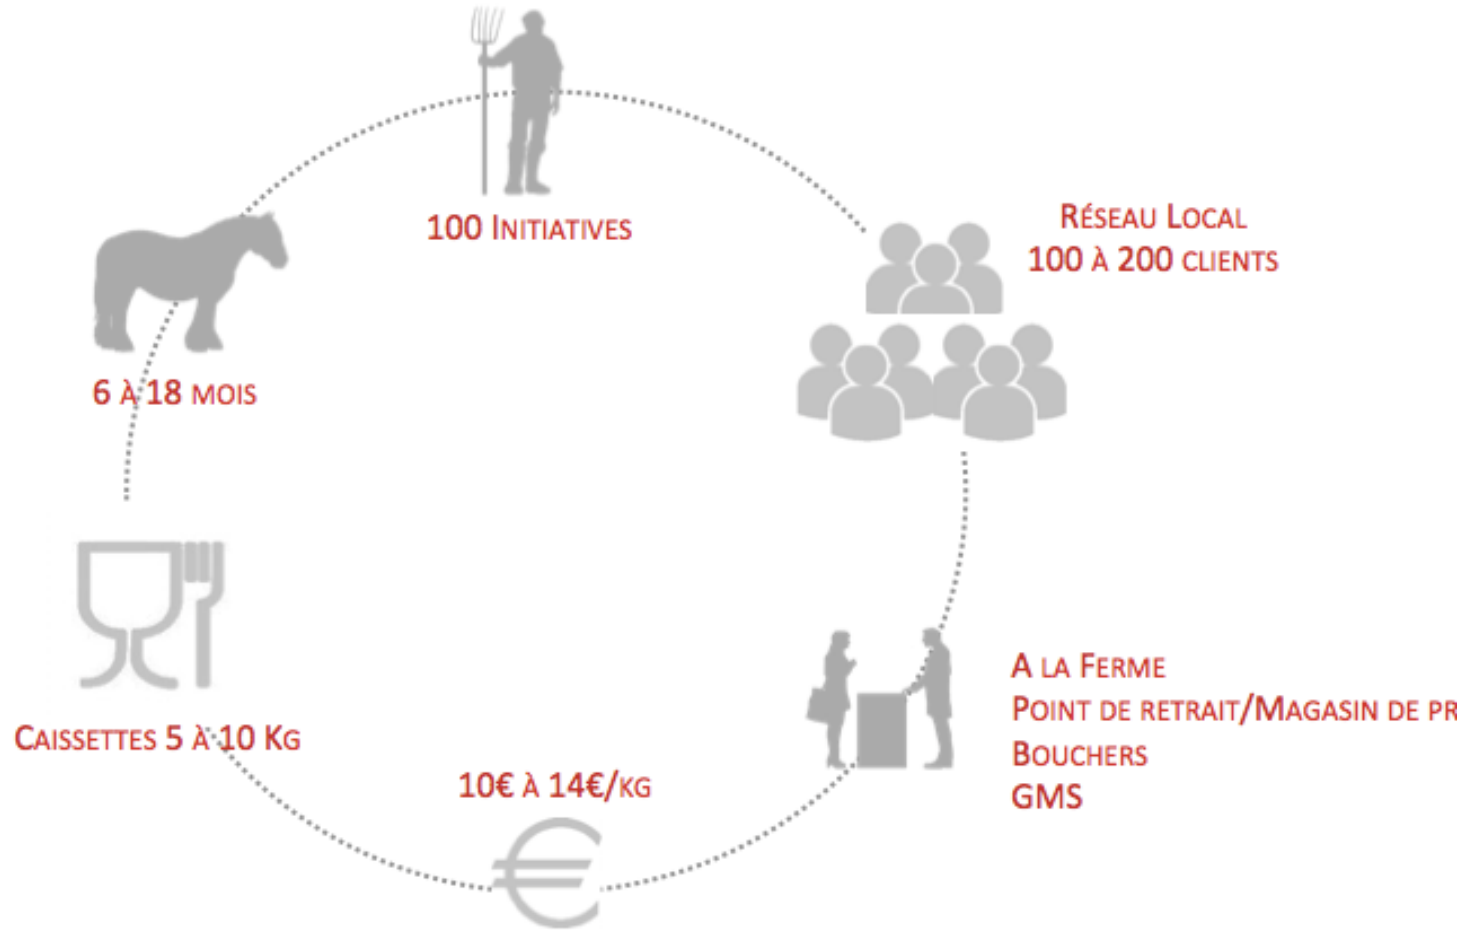 100 Initiatives
Réseau Local
100 à 200 clients
6 à 18 mois
A la Ferme
Point de retrait/Magasin de
Bouchers
GMS
Caissettes 5 à 10 Kg
10€ à 14€/kg